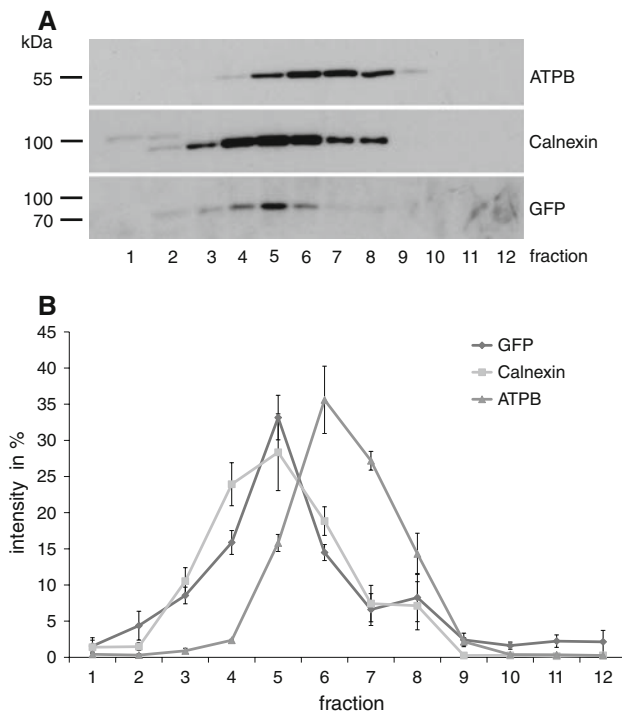 A
kDa
55
ATPB
100
Calnexin
100
70
GFP
1 2 3 4 5 6 7 8 9 10 11 12 fraction
B
45
40
35
30
25
20
15
10
5
0
intensity in %
GFP
Calnexin
ATPB
1 2 3 4 5 6 7 8 9 10 11 12
fraction